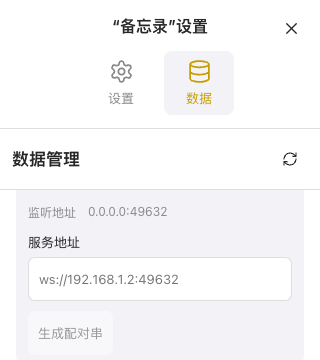 “备忘录”设置
设置 数据
数据管理
监听地址 0.0.0.0:49632
服务地址
ws://192.168.1.2:49632
生成配对串